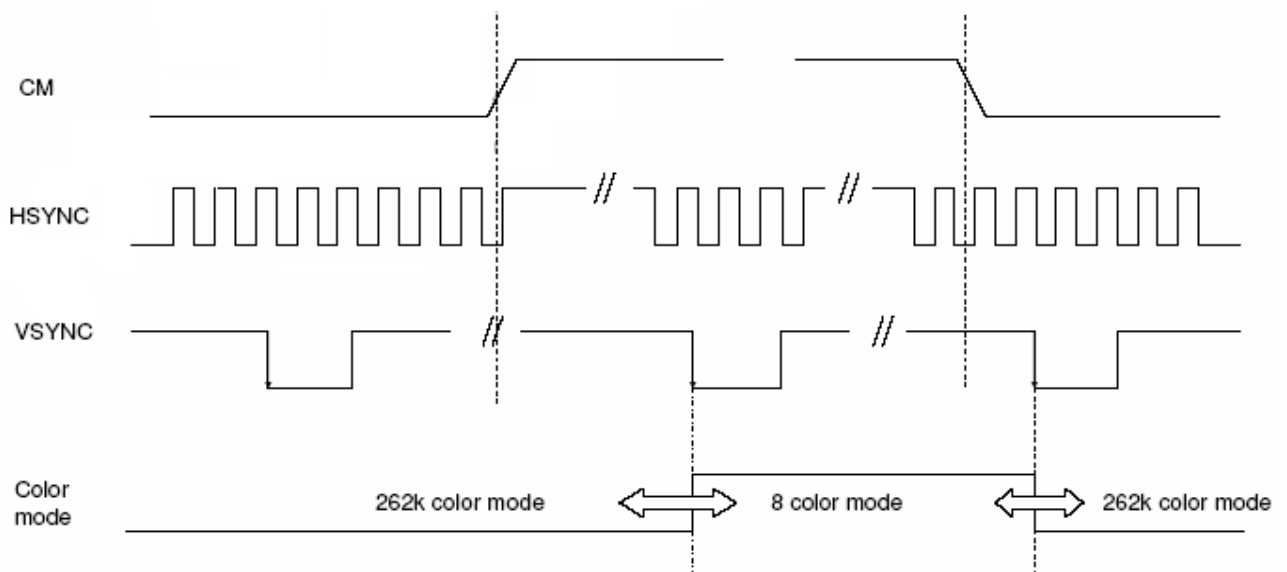 CM
HSYNC
VSYNC
Color
mode
262k color mode
8 color mode
262k color mode